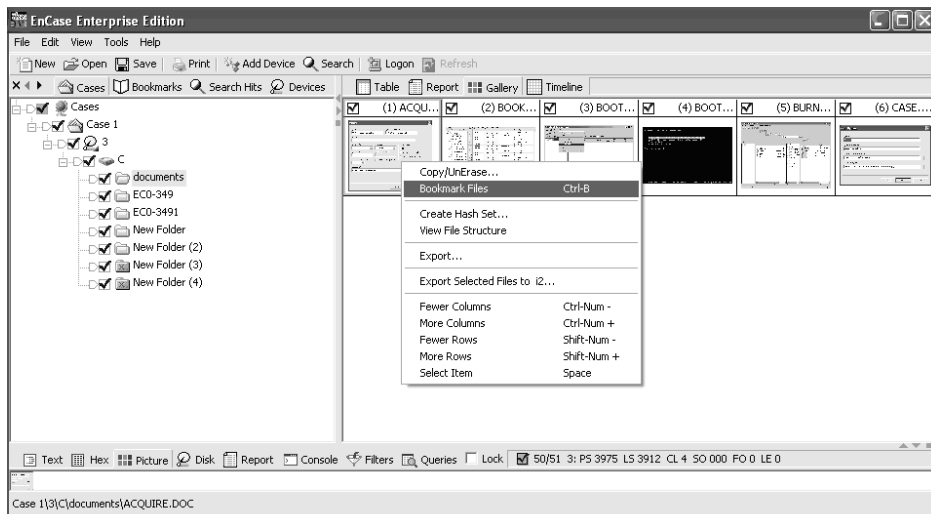 EnCase Enterprise Edition
File Edit View Tools Help
New Open Save Print Add Device Search Logon Refresh
Cases Bookmarks Search Hits Devices
Table Report Gallery Timeline
Cases
Case 1
3
C
documents
EC0-349
EC0-3491
New Folder
New Folder (2)
New Folder (3)
New Folder (4)
(1) ACQU... (2) BOOK... (3) BOOT... (4) BOOT... (5) BURN... (6) CASE....
Copy/UnErase...
Bookmark Files Ctrl-B
Create Hash Set...
View File Structure
Export...
Export Selected Files to i2...
Fewer Columns Ctrl-Num -
More Columns Ctrl-Num +
Fewer Rows Shift-Num -
More Rows Shift-Num +
Select Item Space
Text Hex Picture Disk Report Console Filters Queries Lock 50/51 3: PS 3975 LS 3912 CL 4 SO 000 FO 0 LE 0
Case 1\3\C\documents\ACQUIRE.DOC